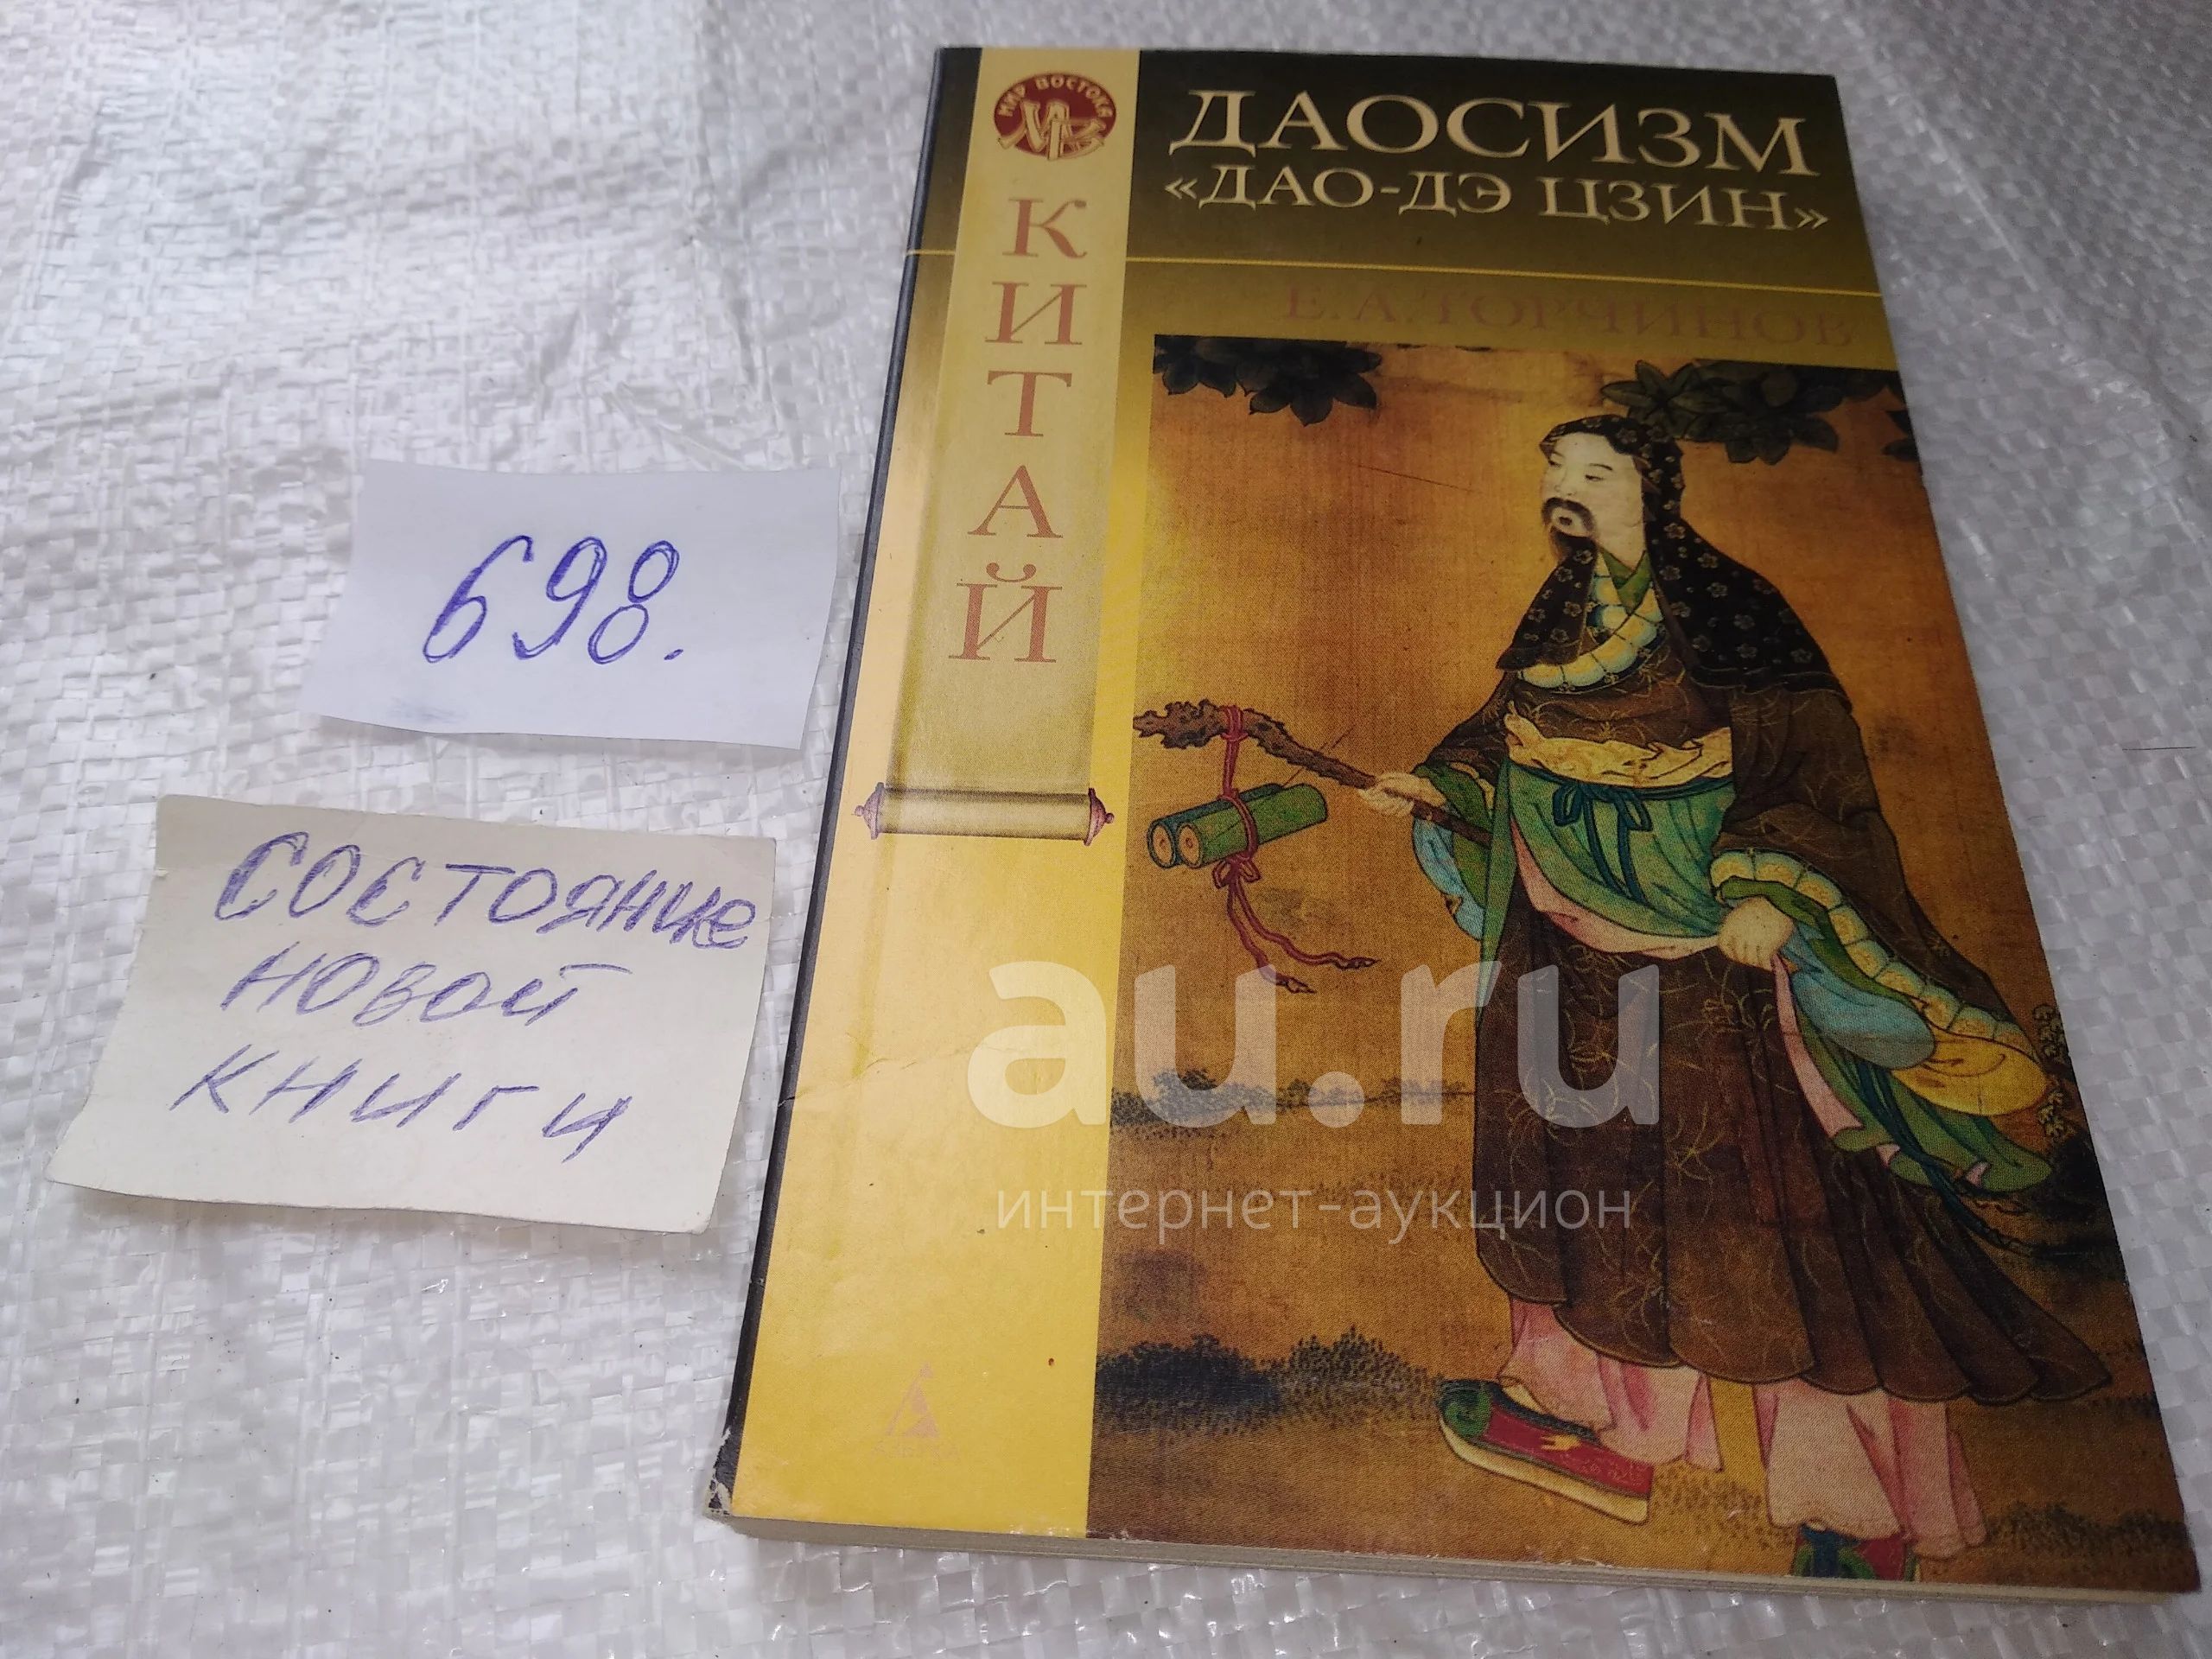 МИР ВОСТОКА
КИТАЙ
ДАОСИЗМ
«ДАО-ДЭ ЦЗИН»
Е. А. ТОРЧИНОВ
698.
СОСТОЯНИЕ
НОВОЙ
КНИГИ
au.ru
интернет-аукцион